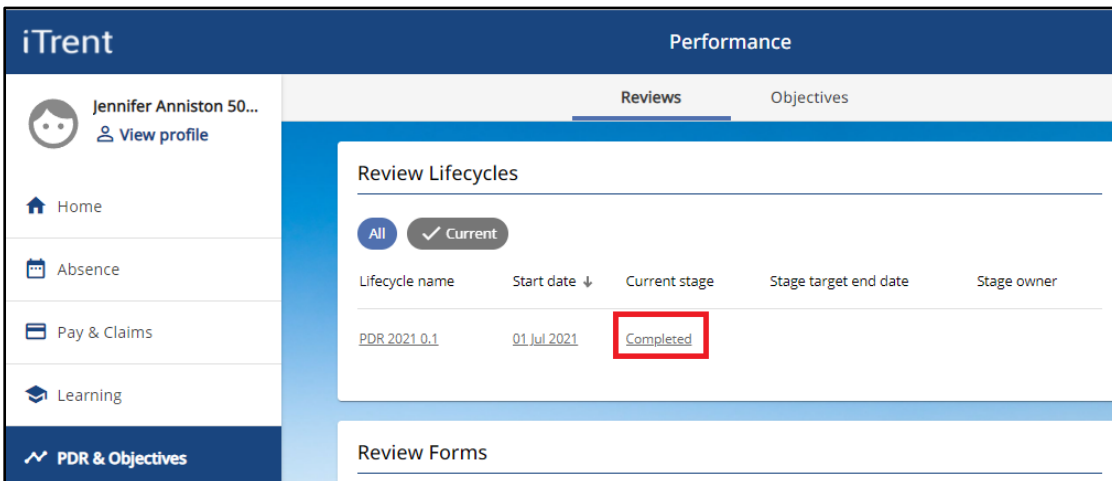 iTrent
Performance
Jennifer Anniston 50...
View profile
Reviews Objectives
Home
Absence
Pay & Claims
Learning
PDR & Objectives
Review Lifecycles
All Current
Lifecycle name Start date Current stage Stage target end date Stage owner
PDR 2021 0.1 01 Jul 2021 Completed
Review Forms